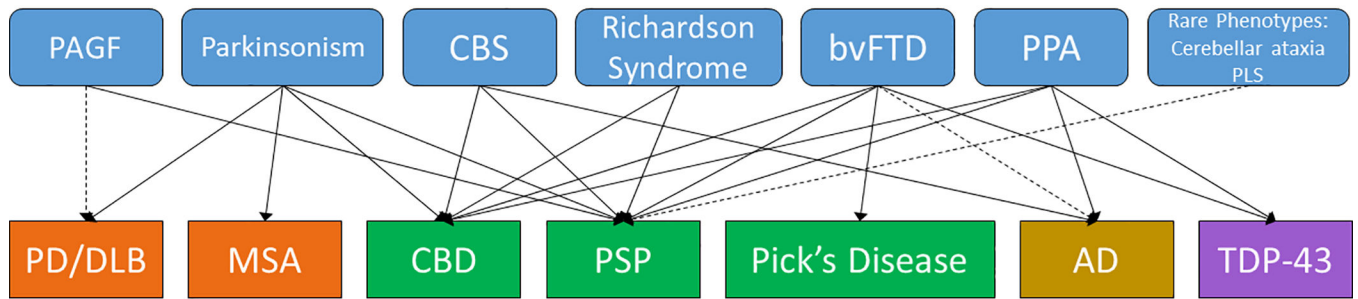 PAGF
Parkinsonism
CBS
Richardson
Syndrome
bvFTD
PPA
Rare Phenotypes:
Cerebellar ataxia
PLS
PD/DLB
MSA
CBD
PSP
Pick's Disease
AD
TDP-43